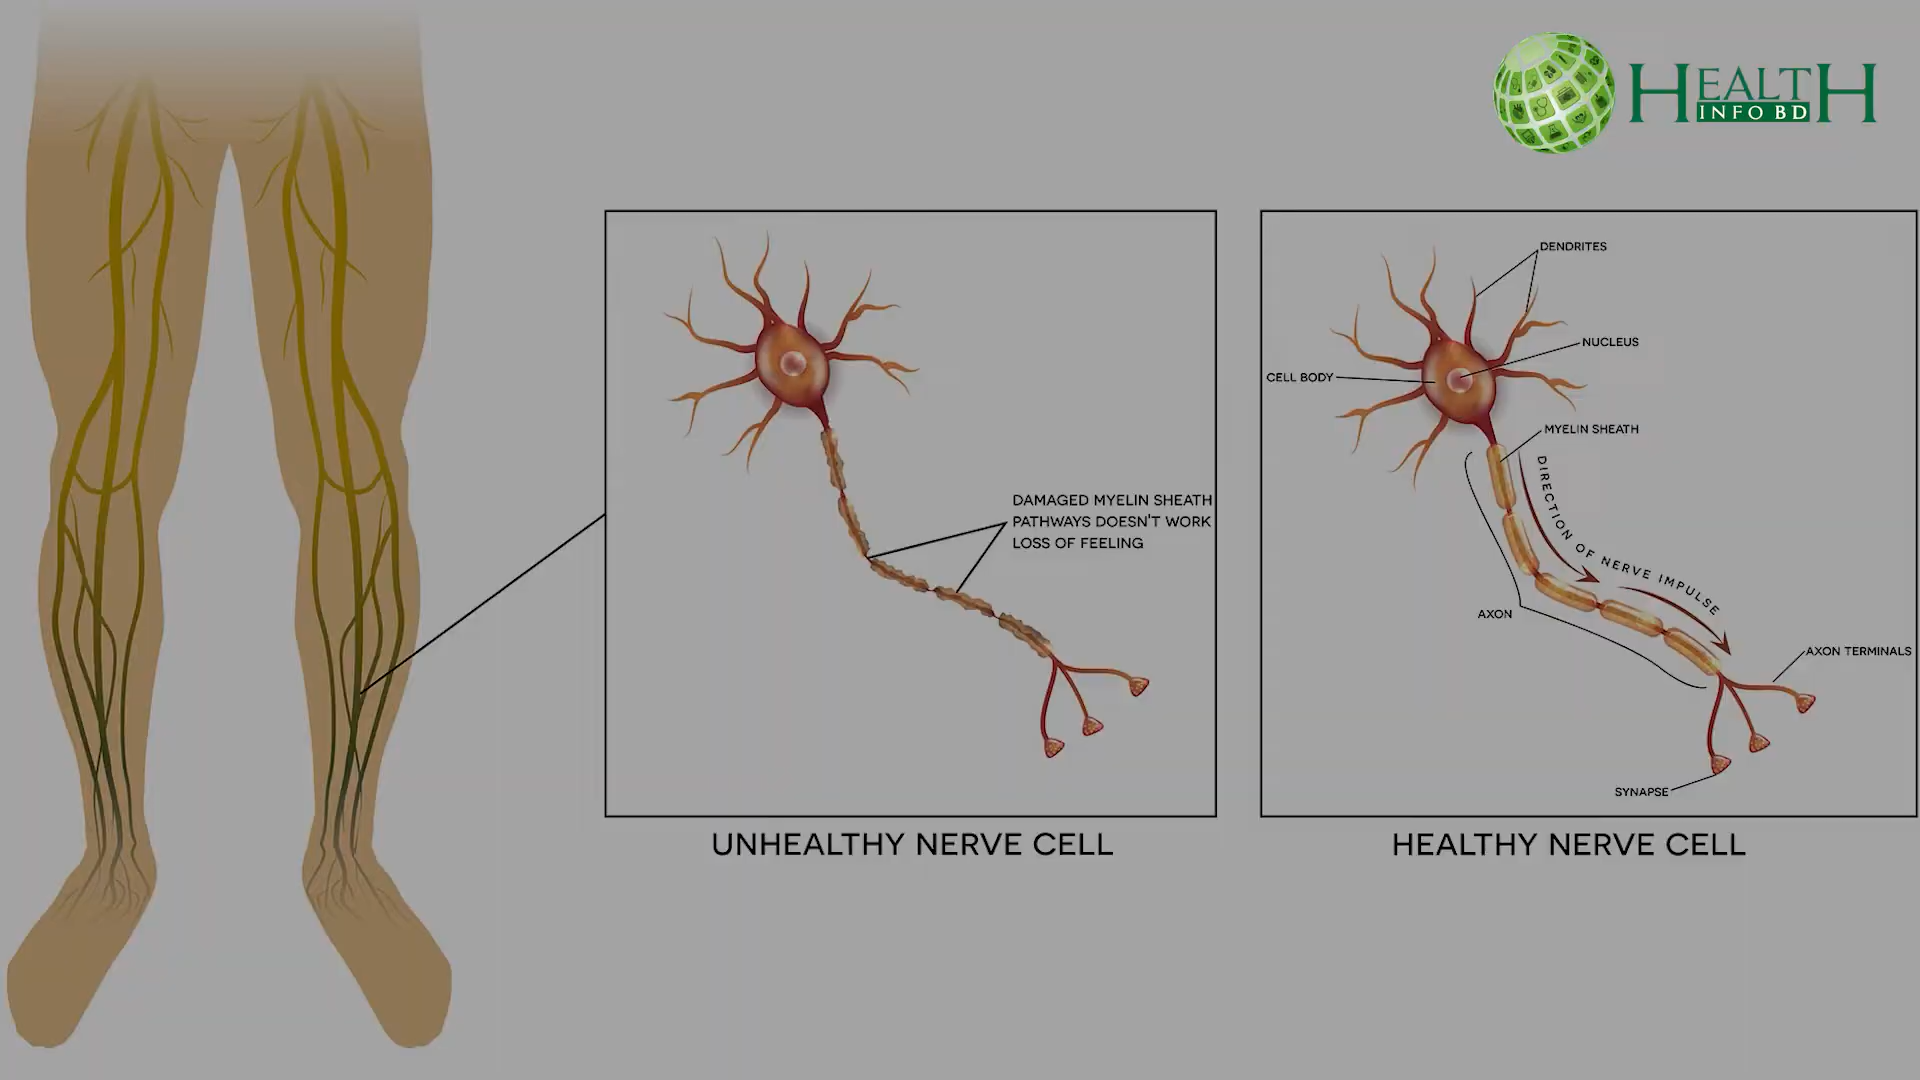 HEALTH
INFO BD
DENDRITES
NUCLEUS
CELL BODY
MYELIN SHEATH
DIRECTION OF NERVE IMPULSE
DAMAGED MYELIN SHEATH
PATHWAYS DOESN'T WORK
LOSS OF FEELING
AXON
AXON TERMINALS
SYNAPSE
UNHEALTHY NERVE CELL
HEALTHY NERVE CELL